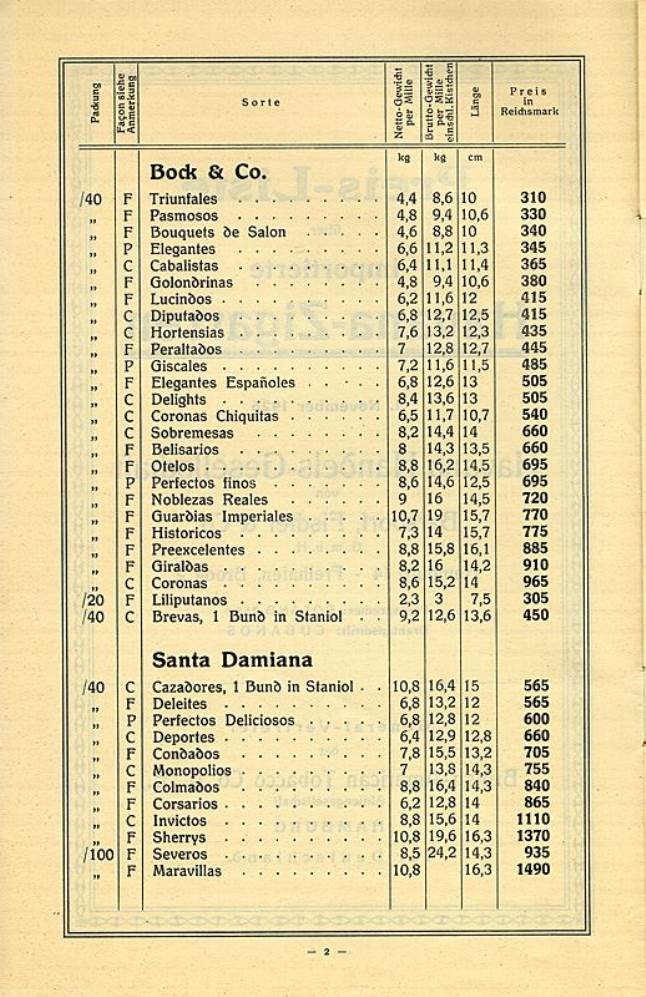 Packung Façon siehe Anmerkung Sorte Netto-Gewicht per Mille Brutto-Gewicht per Mille einschl. Kistchen Länge Preis in Reichsmark
kg kg cm
Bock & Co.
/40 F Triunfales 4,4 8,6 10 310
„ F Pasmosos 4,8 9,4 10,6 330
„ F Bouquets de Salon 4,6 8,8 10 340
„ P Elegantes 6,6 11,2 11,3 345
„ C Cabalistas 6,4 11,1 11,4 365
„ F Golondrinas 4,8 9,4 10,6 380
„ F Lucindos 6,2 11,6 12 415
„ C Diputados 6,8 12,7 12,5 415
„ C Hortensias 7,6 13,2 12,3 435
„ F Peraltados 7 12,8 12,7 445
„ P Giscales 7,2 11,6 11,5 485
„ F Elegantes Españoles 6,8 12,6 13 505
„ C Delights 8,4 13,6 13 505
„ C Coronas Chiquitas 6,5 11,7 10,7 540
„ C Sobremesas 8,2 14,4 14 660
„ F Belisarios 8 14,3 13,5 660
„ F Otelos 8,8 16,2 14,5 695
„ P Perfectos finos 8,6 14,6 12,5 695
„ F Noblezas Reales 9 16 14,5 720
„ F Guardias Imperiales 10,7 19 15,7 770
„ F Historicos 7,3 14 15,7 775
„ F Preexcelentes 8,8 15,8 16,1 885
„ F Giraldas 8,2 16 14,2 910
„ C Coronas 8,6 15,2 14 965
/20 F Liliputanos 2,3 3 7,5 305
/40 C Brevas, 1 Bund in Staniol 9,2 12,6 13,6 450
Santa Damiana
/40 C Cazadores, 1 Bund in Staniol 10,8 16,4 15 565
„ F Deleites 6,8 13,2 12 565
„ P Perfectos Deliciosos 6,8 12,8 12 600
„ C Deportes 6,4 12,9 12,8 660
„ F Condados 7,8 15,5 13,2 705
„ C Monopolios 7 13,8 14,3 755
„ F Colmados 8,8 16,4 14,3 840
„ F Corsarios 6,2 12,8 14 865
„ C Invictos 8,8 15,6 14 1110
„ F Sherrys 10,8 19,6 16,3 1370
/100 F Severos 8,5 24,2 14,3 935
„ F Maravillas 10,8 16,3 1490
— 2 —